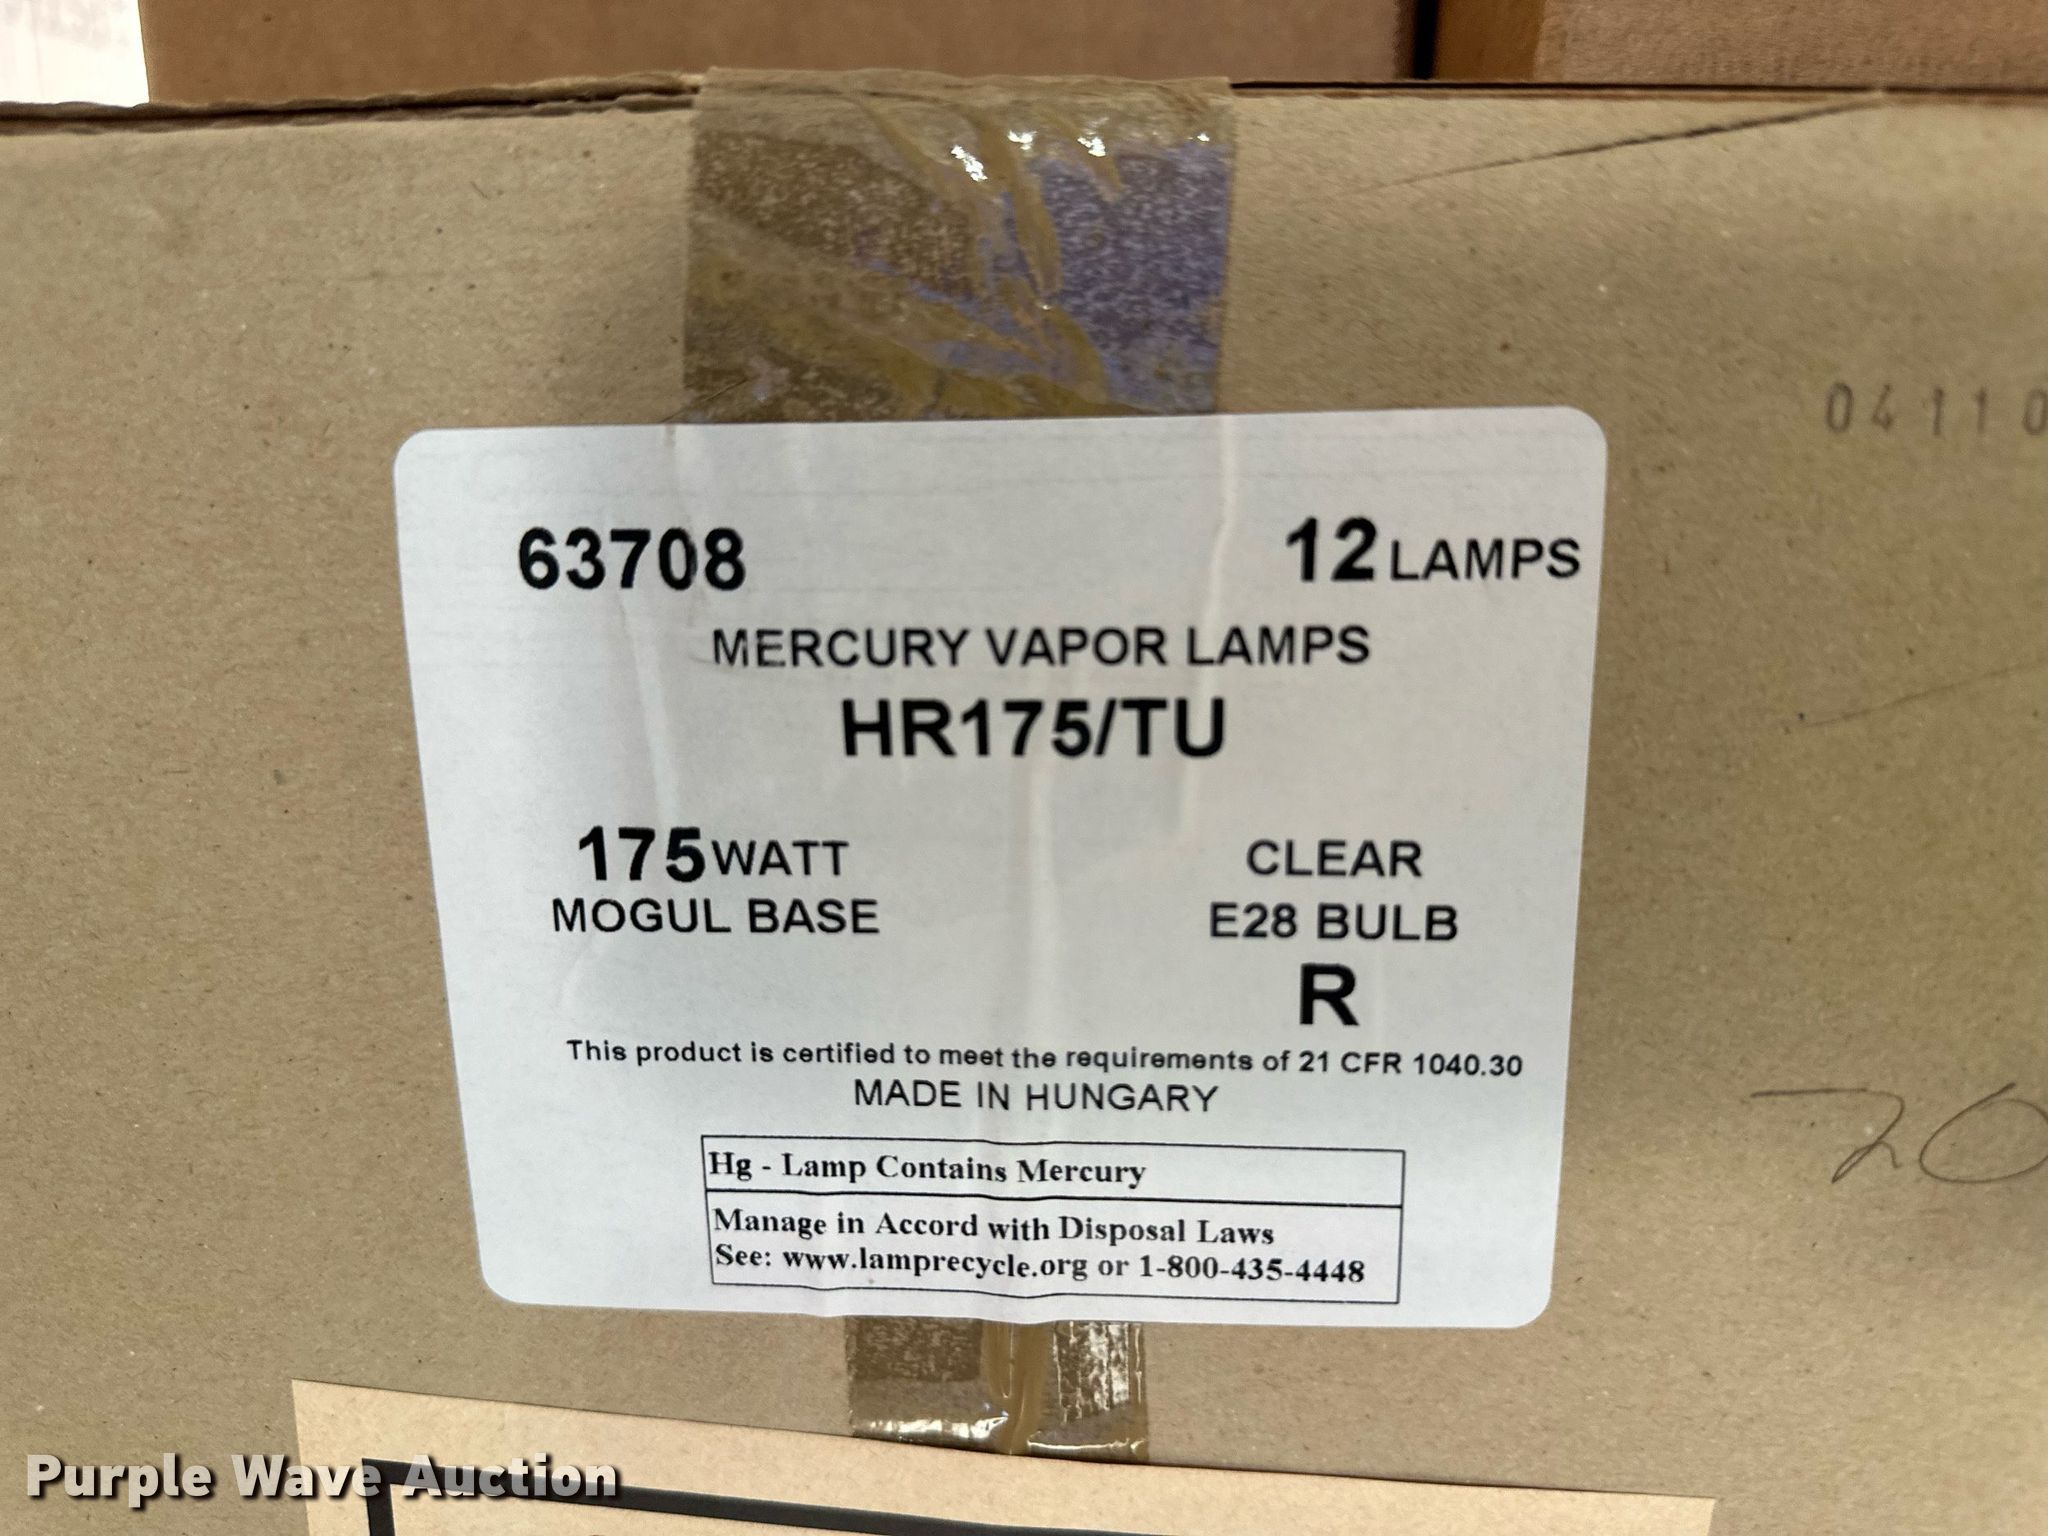 04110
63708
12 LAMPS
MERCURY VAPOR LAMPS
HR175/TU
175 WATT
MOGUL BASE
CLEAR
E28 BULB
R
This product is certified to meet the requirements of 21 CFR 1040.30
MADE IN HUNGARY
Hg - Lamp Contains Mercury
Manage in Accord with Disposal Laws
See: www.lamprecycle.org or 1-800-435-4448
20
Purple Wave Auction